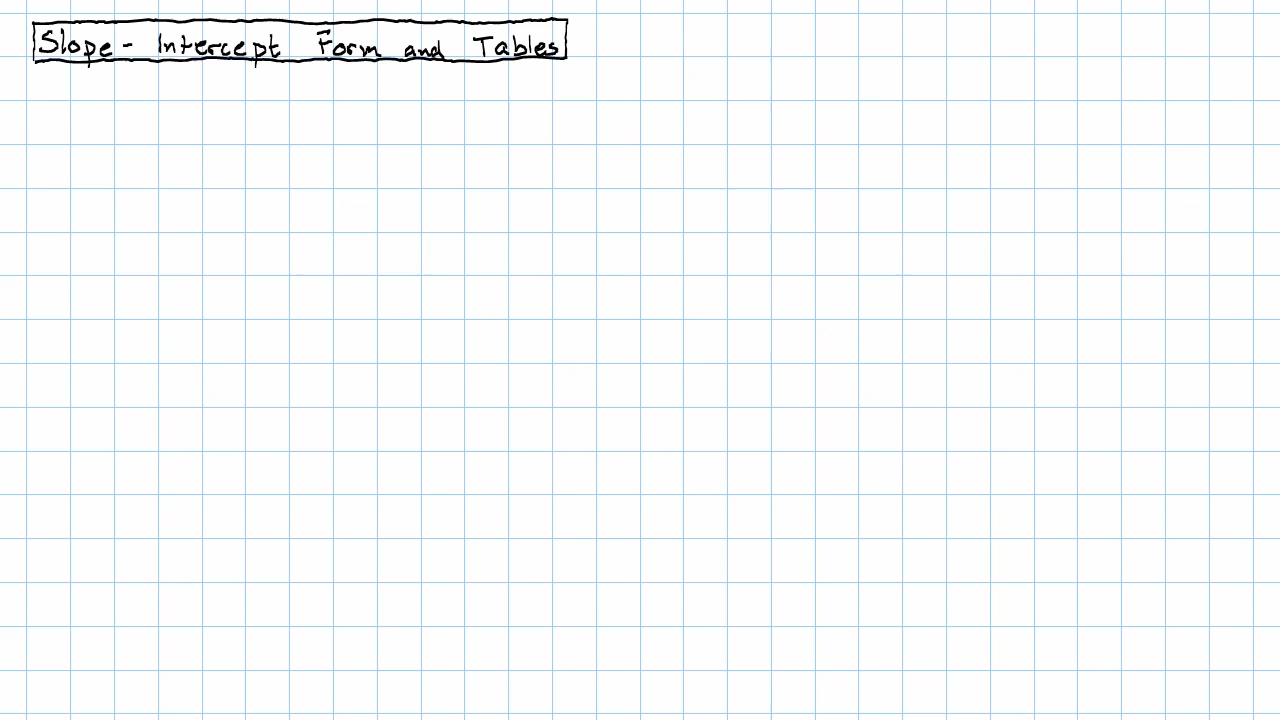 Slope - Intercept Form and Tables